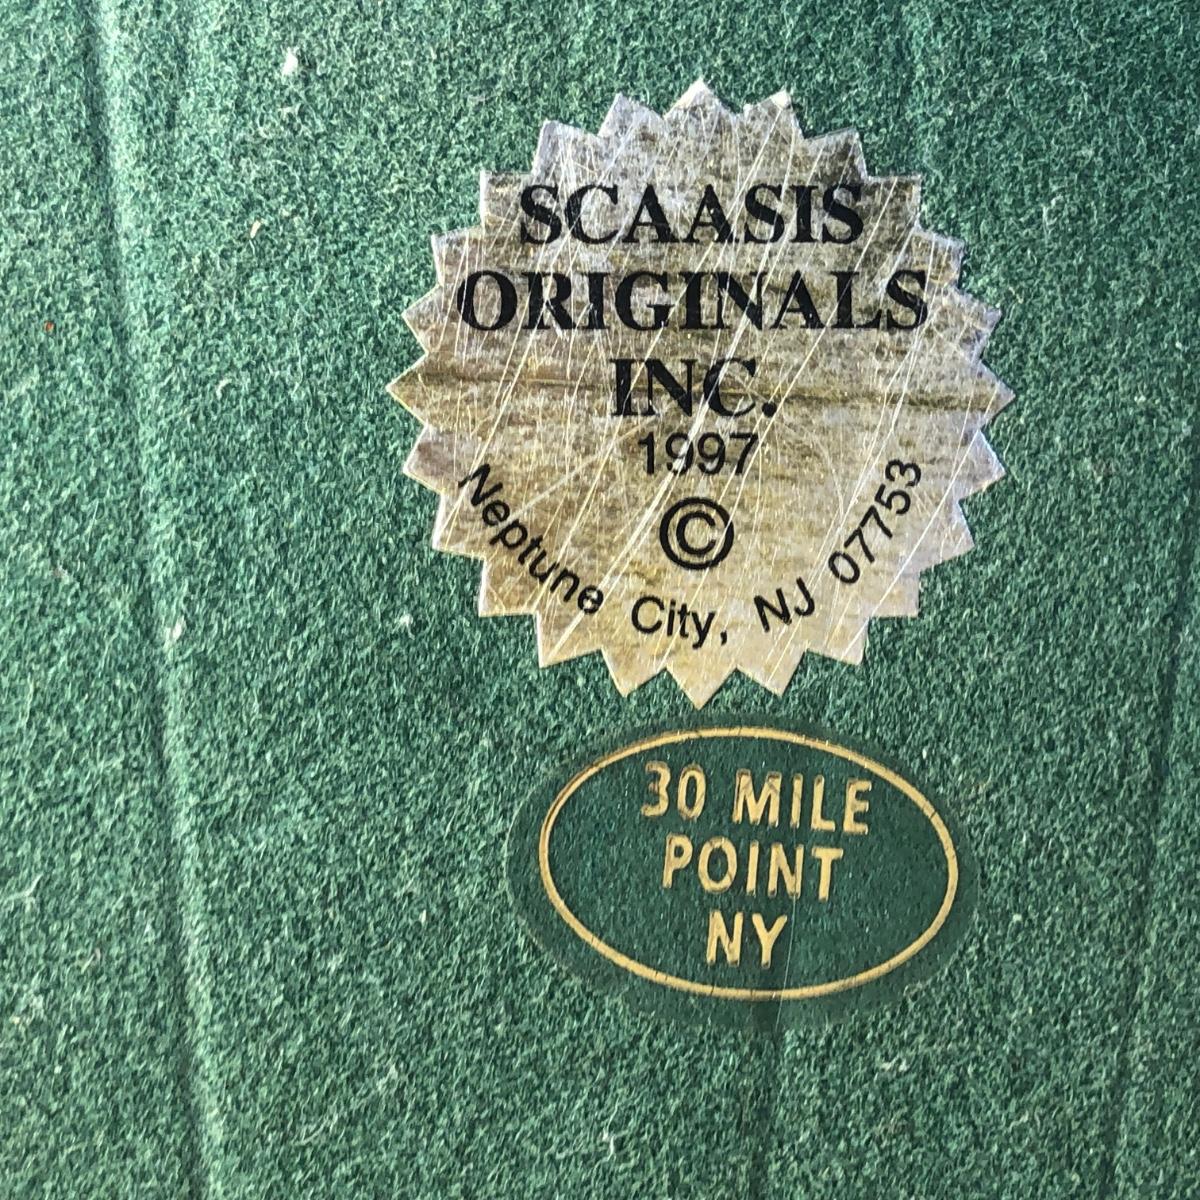 SCAASIS
ORIGINALS
INC.
1997
©
Neptune City, NJ 07753
30 MILE
POINT
NY